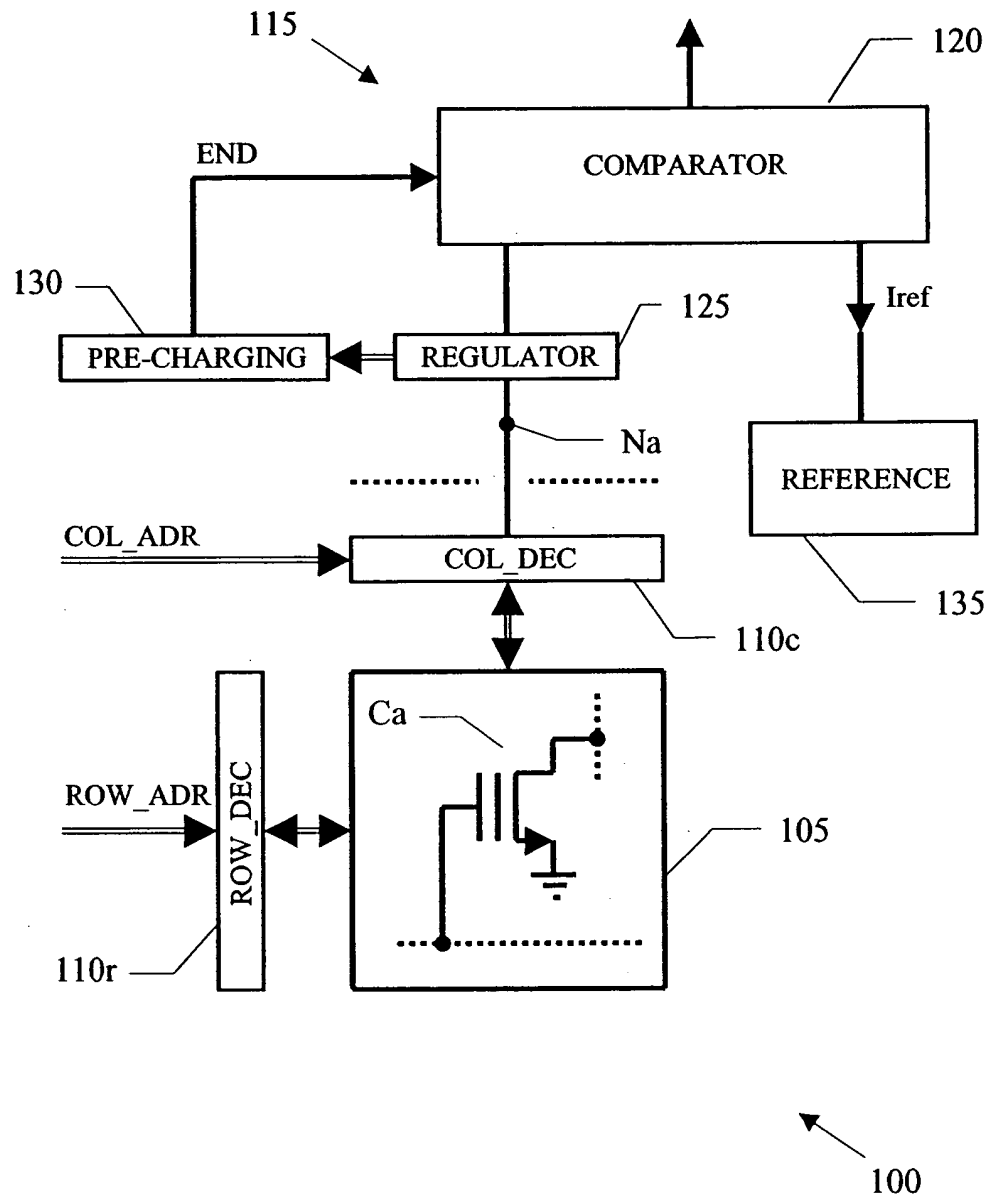 115
120
COMPARATOR
END
130
125
Iref
PRE-CHARGING
REGULATOR
Na
REFERENCE
COL_ADR
COL_DEC
135
110c
Ca
ROW_ADR
ROW_DEC
105
110r
100